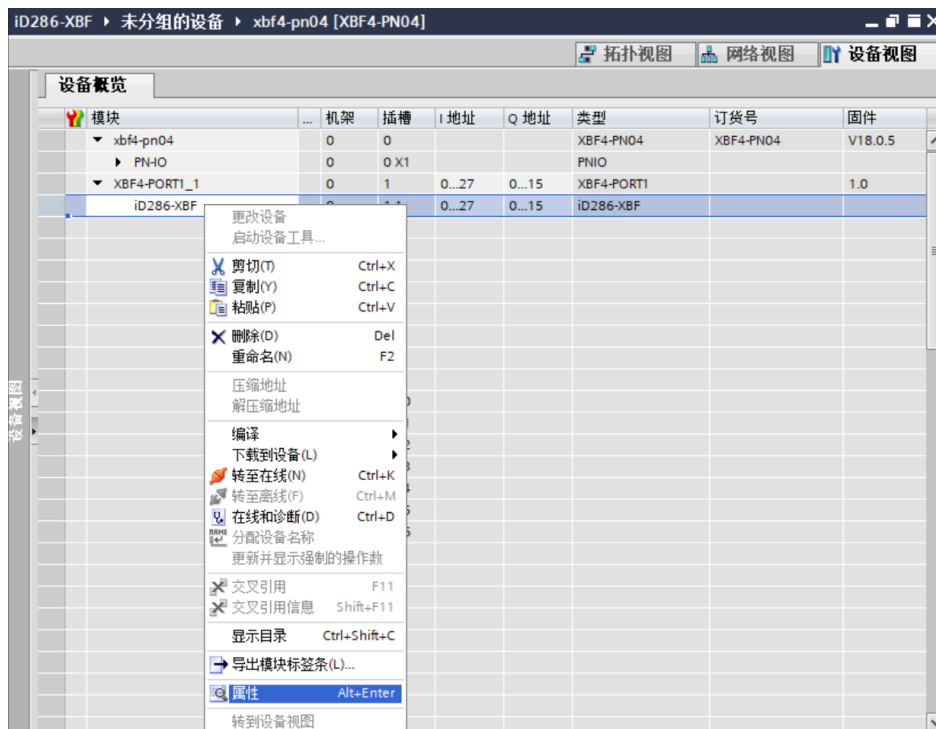 iD286-XBF ▸ 未分组的设备 ▸ xbf4-pn04 [XBF4-PN04]
拓扑视图 网络视图 设备视图
设备概览
模块 ... 机架 插槽 I 地址 Q 地址 类型 订货号 固件
xbf4-pn04 0 0 XBF4-PN04 XBF4-PN04 V18.0.5
PN-IO 0 0 X1 PNIO
XBF4-PORT1_1 0 1 0...27 0...15 XBF4-PORT1 1.0
iD286-XBF 0 1 1 0...27 0...15 iD286-XBF
更改设备
启动设备工具...
剪切(T) Ctrl+X
复制(Y) Ctrl+C
粘贴(P) Ctrl+V
删除(D) Del
重命名(N) F2
压缩地址
解压缩地址
编译
下载到设备(L)
转至在线(N) Ctrl+K
转至离线(F) Ctrl+M
在线和诊断(D) Ctrl+D
分配设备名称
更新并显示强制的操作数
交叉引用 F11
交叉引用信息 Shift+F11
显示目录 Ctrl+Shift+C
导出模块标签条(L)...
属性 Alt+Enter
转到设备视图
设备视图